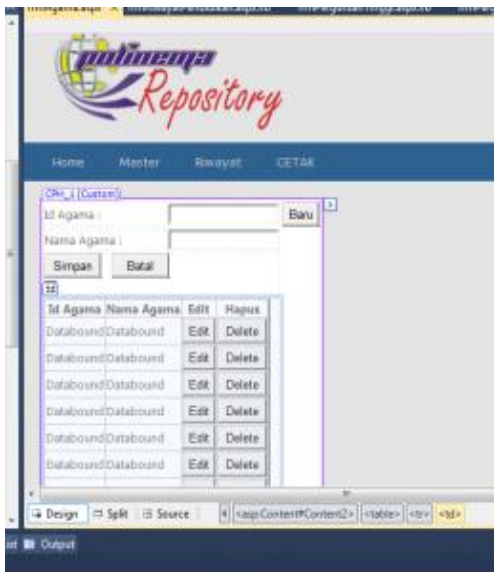 polinema
Repository
Home Master Riwayat CETAK
CPH_1 (Custom)
Id Agama :
Baru
Nama Agama :
Simpan Batal
td
Id Agama Nama Agama Edit Hapus
Databound Databound Edit Delete
Databound Databound Edit Delete
Databound Databound Edit Delete
Databound Databound Edit Delete
Databound Databound Edit Delete
Databound Databound Edit Delete
Design Split Source <asp:Content#Content2> <table> <tr> <td>
Output